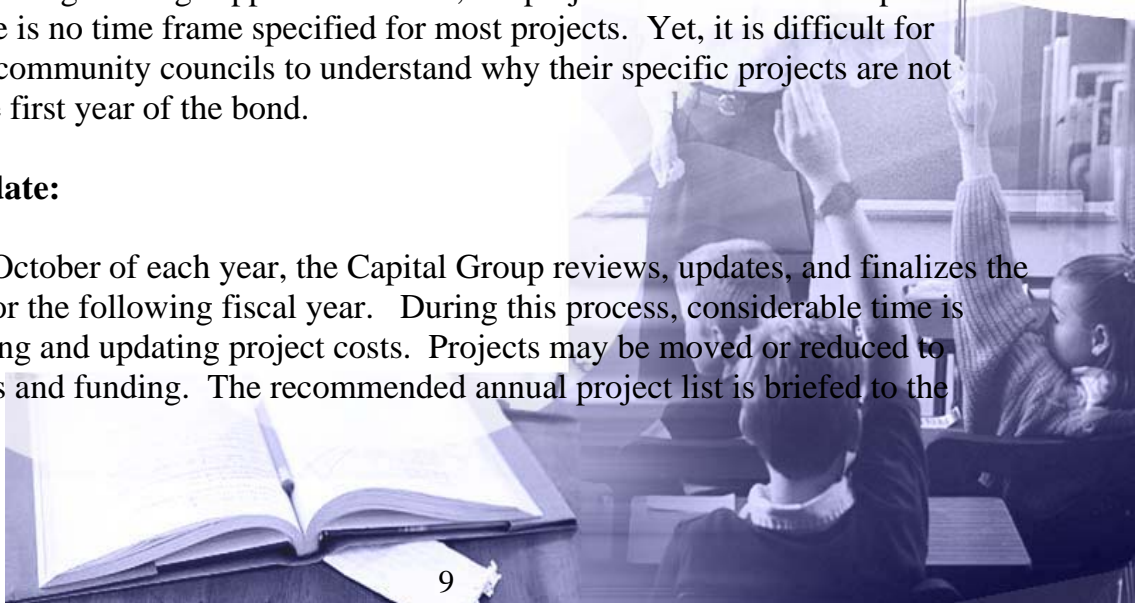 e is no time frame specified for most projects. Yet, it is difficult for
community councils to understand why their specific projects are not
first year of the bond.
late:
October of each year, the Capital Group reviews, updates, and finalizes the
or the following fiscal year. During this process, considerable time is
ng and updating project costs. Projects may be moved or reduced to
s and funding. The recommended annual project list is briefed to the
9